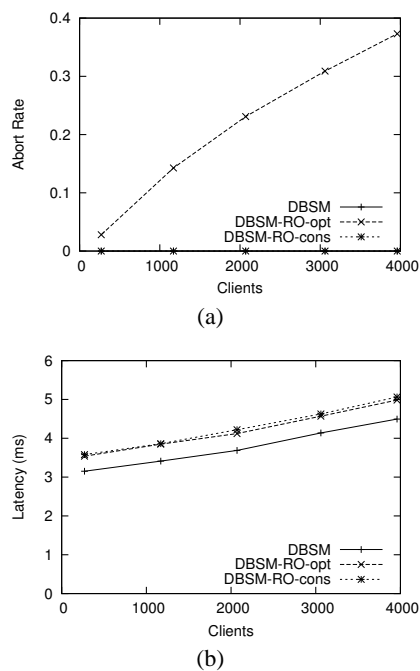 0.4
0.3
0.2
0.1
0
Abort Rate
DBSM
DBSM-RO-opt
DBSM-RO-cons
0 1000 2000 3000 4000
Clients
(a)
6
5
4
3
2
1
0
Latency (ms)
DBSM
DBSM-RO-opt
DBSM-RO-cons
0 1000 2000 3000 4000
Clients
(b)